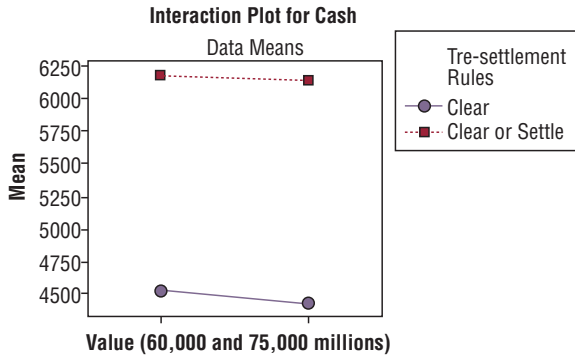 Interaction Plot for Cash
Data Means
6250
6000
5750
5500
5250
5000
4750
4500
Mean
Value (60,000 and 75,000 millions)
Tre-settlement
Rules
Clear
Clear or Settle